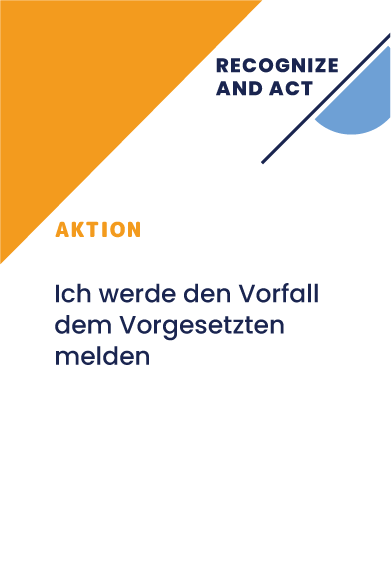 RECOGNIZE
AND ACT
AKTION
Ich werde den Vorfall
dem Vorgesetzten
melden